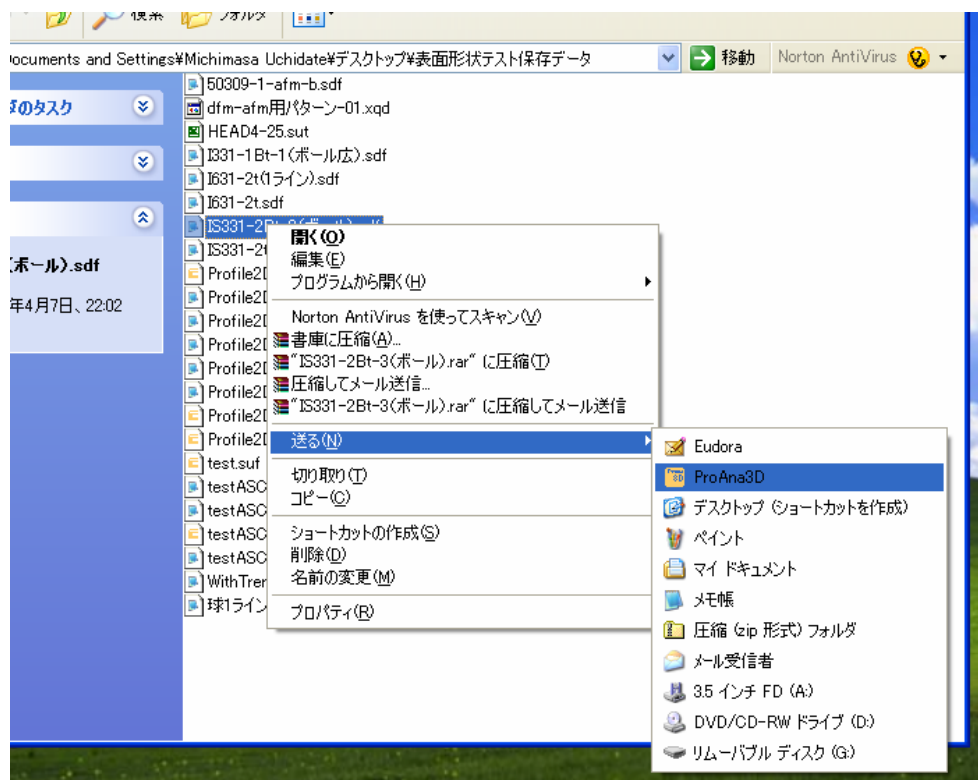 検索
フォルダ
Documents and Settings¥Michimasa Uchidate¥デスクトップ¥表面形状テスト保存データ
移動
Norton AntiVirus
のタスク
ボール).sdf
年4月7日、22:02
50309-1-afm-b.sdf
dfm-afm用パターン-01.xqd
HEAD4-25.sut
I331-1Bt-1(ボール広).sdf
I631-2t(1ライン).sdf
I631-2t.sdf
IS331-2Bt-3(ボール).sdf
IS331-2t
Profile2D
Profile2D
Profile2D
Profile2D
Profile2D
Profile2D
Profile2D
Profile2D
test.suf
testASC
testASC
testASC
testASC
WithTrer
球1ライン
開く(O)
編集(E)
プログラムから開く(H)
Norton AntiVirus を使ってスキャン(V)
書庫に圧縮(A)...
"IS331-2Bt-3(ボール).rar" に圧縮(T)
圧縮してメール送信...
"IS331-2Bt-3(ボール).rar" に圧縮してメール送信
送る(N)
切り取り(T)
コピー(C)
ショートカットの作成(S)
削除(D)
名前の変更(M)
プロパティ(R)
Eudora
ProAna3D
デスクトップ (ショートカットを作成)
ペイント
マイ ドキュメント
メモ帳
圧縮 (zip 形式) フォルダ
メール受信者
3.5 インチ FD (A:)
DVD/CD-RW ドライブ (D:)
リムーバブル ディスク (G:)